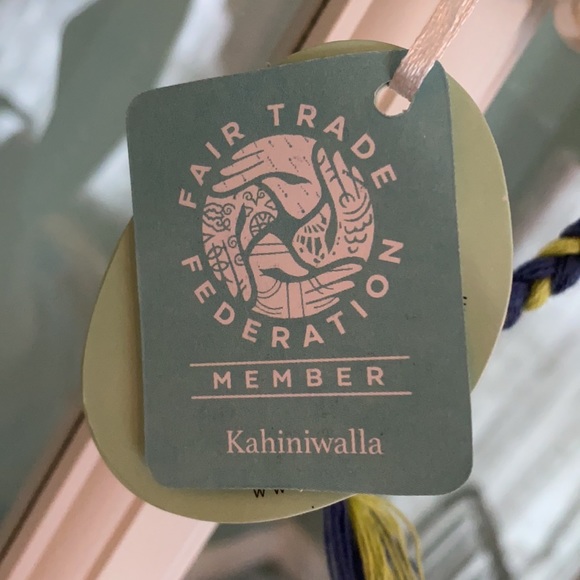 FAIR TRADE
FEDERATION
MEMBER
Kahiniwalla